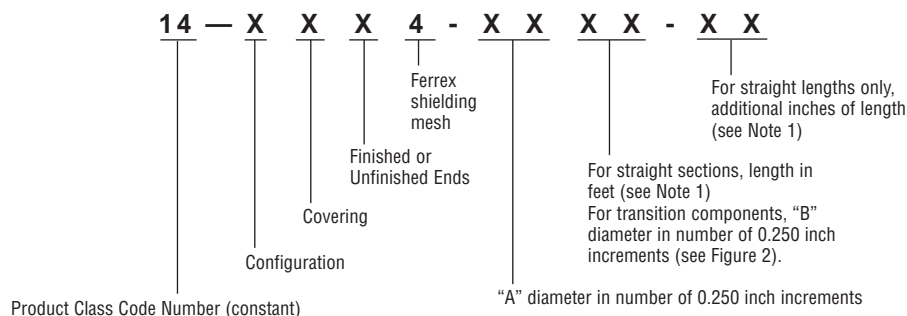 14 — X X X 4 - X X X X - X X
Ferrex
shielding
mesh
For straight lengths only,
additional inches of length
(see Note 1)
Finished or
Unfinished Ends
For straight sections, length in
feet (see Note 1)
For transition components, “B”
diameter in number of 0.250 inch
increments (see Figure 2).
Covering
Configuration
“A” diameter in number of 0.250 inch increments
Product Class Code Number (constant)